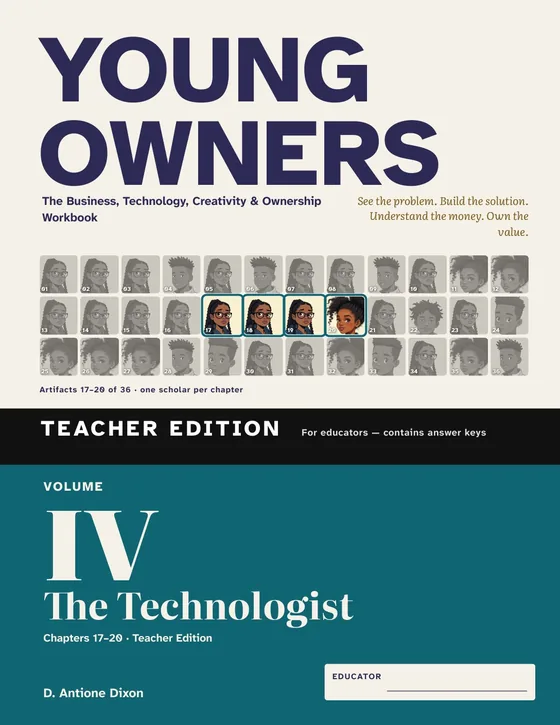 YOUNG
OWNERS
The Business, Technology, Creativity & Ownership
Workbook
See the problem. Build the solution.
Understand the money. Own the
value.
01 02 03 04 05 06 07 08 09 10 11 12
13 14 15 16 17 18 19 20 21 22 23 24
25 26 27 28 29 30 31 32 33 34 35 36
Artifacts 17–20 of 36 · one scholar per chapter
TEACHER EDITION
For educators — contains answer keys
VOLUME
IV
The Technologist
Chapters 17–20 · Teacher Edition
EDUCATOR
D. Antione Dixon